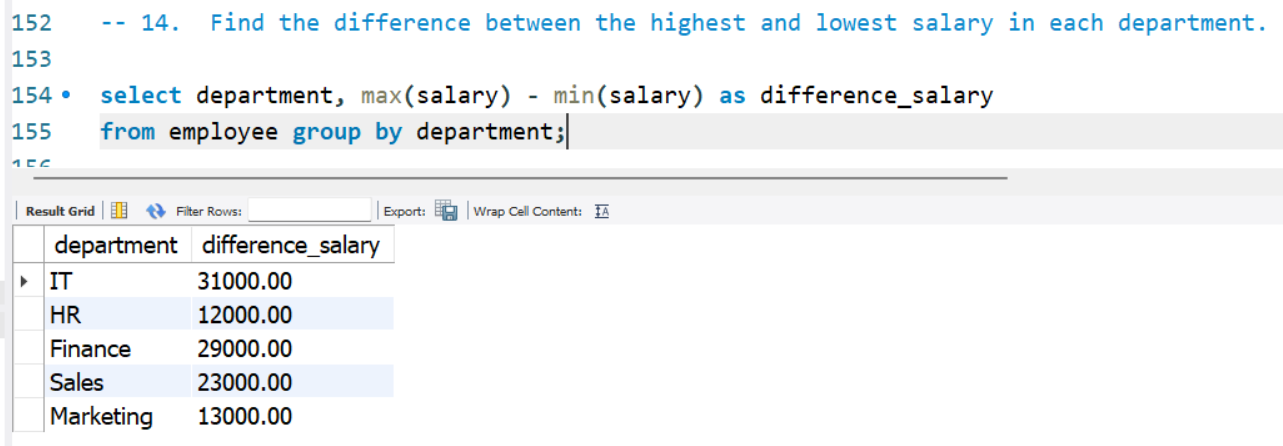 152 -- 14.  Find the difference between the highest and lowest salary in each department.
153
154 • select department, max(salary) - min(salary) as difference_salary
155 from employee group by department;
156
Result Grid Filter Rows: Export: Wrap Cell Content:
department difference_salary
IT 31000.00
HR 12000.00
Finance 29000.00
Sales 23000.00
Marketing 13000.00